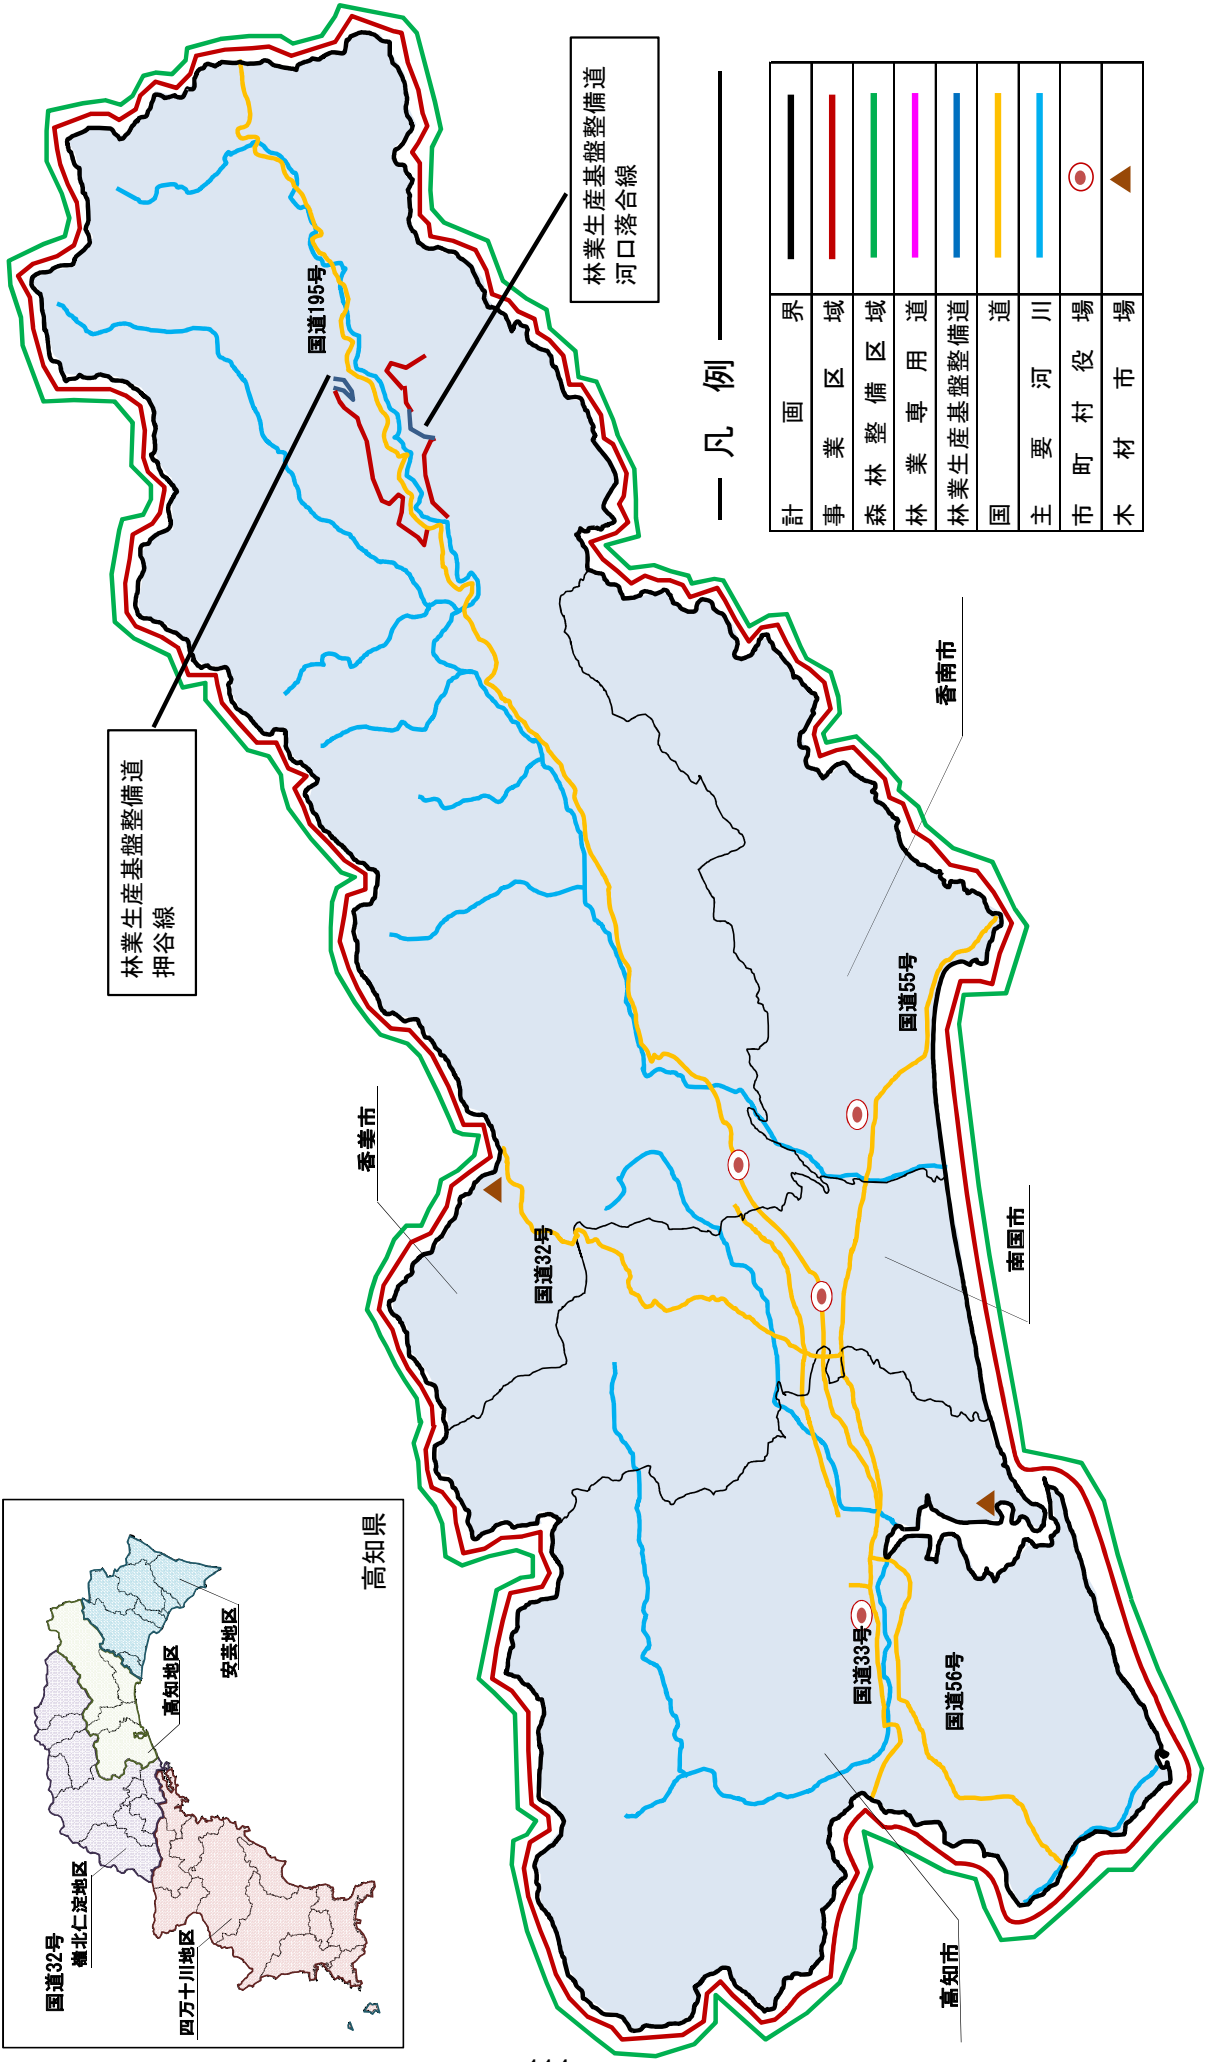 高知県
国道32号
嶺北仁淀地区
四万十川地区
高知地区
安芸地区
林業生産基盤整備道
押谷線
林業生産基盤整備道
河口落合線
国道195号
国道32号
国道55号
国道33号
国道56号
香美市
香南市
南国市
高知市
凡例
計画界
事業区域
森林整備区域
林業専用道
林業生産基盤整備道
国道
主要河川
市町村役場
木材市場